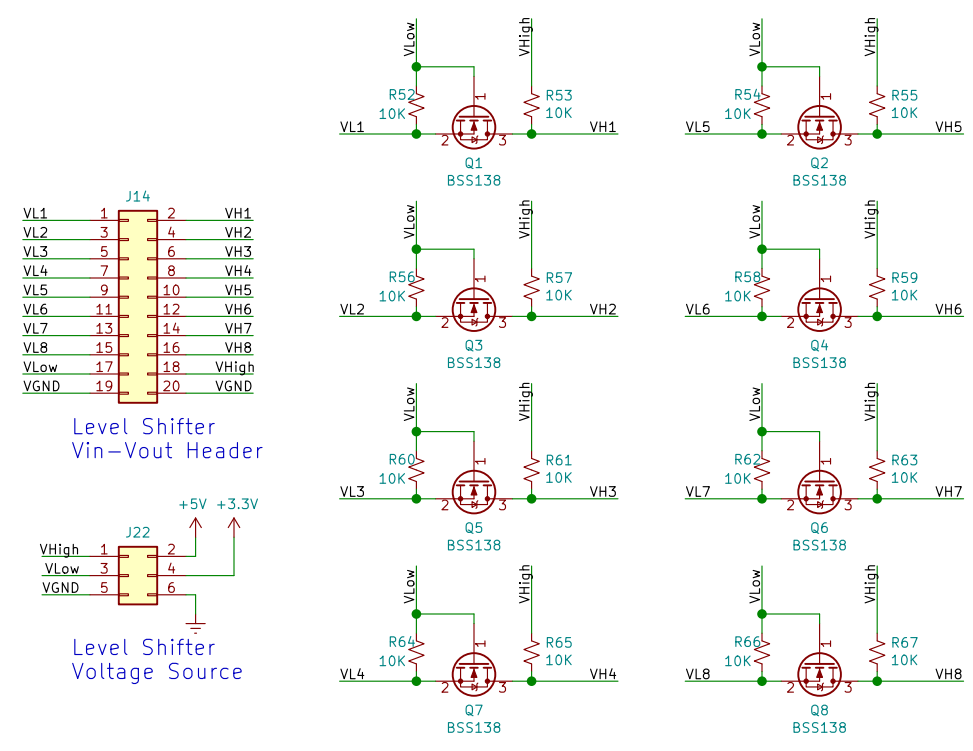 J14
VL1 1 2 VH1
VL2 3 4 VH2
VL3 5 6 VH3
VL4 7 8 VH4
VL5 9 10 VH5
VL6 11 12 VH6
VL7 13 14 VH7
VL8 15 16 VH8
VLow 17 18 VHigh
VGND 19 20 VGND
Level Shifter
Vin-Vout Header
+5V +3.3V
J22
VHigh 1 2
VLow 3 4
VGND 5 6
Level Shifter
Voltage Source
VLow VHigh
R52 1 R53
10K 10K
VL1 2 3 VH1
Q1
BSS138
VLow VHigh
R54 1 R55
10K 10K
VL5 2 3 VH5
Q2
BSS138
VLow VHigh
R56 1 R57
10K 10K
VL2 2 3 VH2
Q3
BSS138
VLow VHigh
R58 1 R59
10K 10K
VL6 2 3 VH6
Q4
BSS138
VLow VHigh
R60 1 R61
10K 10K
VL3 2 3 VH3
Q5
BSS138
VLow VHigh
R62 1 R63
10K 10K
VL7 2 3 VH7
Q6
BSS138
VLow VHigh
R64 1 R65
10K 10K
VL4 2 3 VH4
Q7
BSS138
VLow VHigh
R66 1 R67
10K 10K
VL8 2 3 VH8
Q8
BSS138